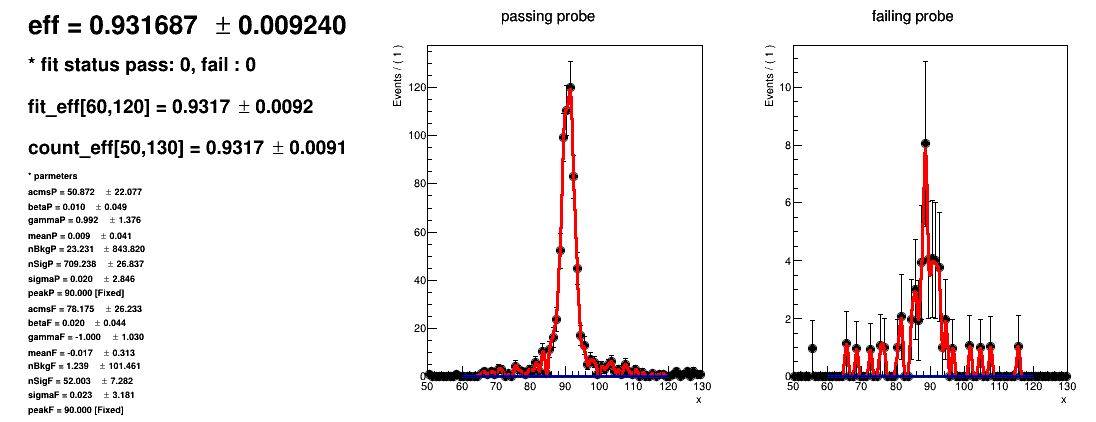 eff = 0.931687 ± 0.009240
* fit status pass: 0, fail : 0
fit_eff[60,120] = 0.9317 ± 0.0092
count_eff[50,130] = 0.9317 ± 0.0091
* parmeters
acmsP = 50.872 ± 22.077
betaP = 0.010 ± 0.049
gammaP = 0.992 ± 1.376
meanP = 0.009 ± 0.041
nBkgP = 23.231 ± 843.820
nSigP = 709.238 ± 26.837
sigmaP = 0.020 ± 2.846
peakP = 90.000 [Fixed]
acmsF = 78.175 ± 26.233
betaF = 0.020 ± 0.044
gammaF = -1.000 ± 1.030
meanF = -0.017 ± 0.313
nBkgF = 1.239 ± 101.461
nSigF = 52.003 ± 7.282
sigmaF = 0.023 ± 3.181
peakF = 90.000 [Fixed]
passing probe
Events / ( 1 )
120
100
80
60
40
20
0
50 60 70 80 90 100 110 120 130
x
failing probe
Events / ( 1 )
10
8
6
4
2
0
50 60 70 80 90 100 110 120 130
x